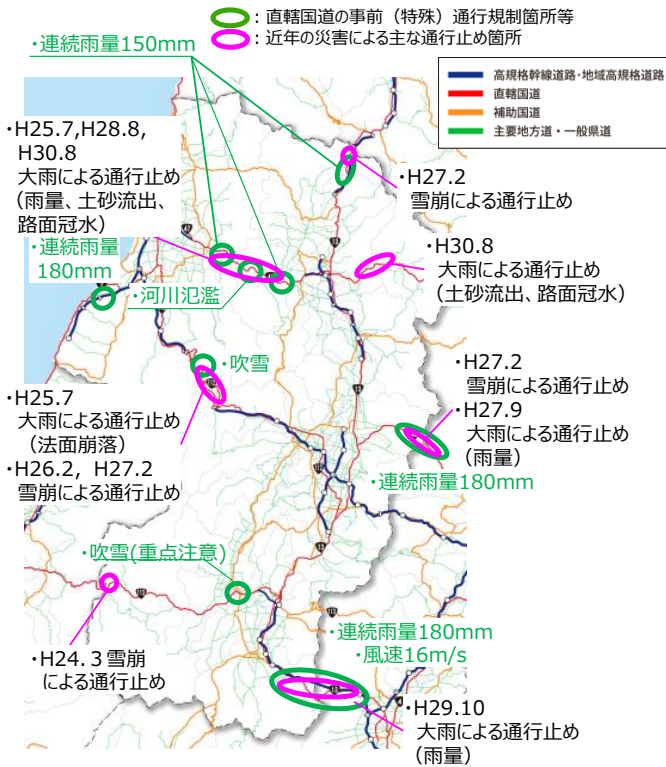 ：直轄国道の事前（特殊）通行規制箇所等
：近年の災害による主な通行止め箇所
・連続雨量150mm
高規格幹線道路・地域高規格道路
直轄国道
補助国道
主要地方道・一般県道
・H25.7,H28.8,
H30.8
大雨による通行止め
（雨量、土砂流出、
路面冠水）
・H27.2
雪崩による通行止め
・連続雨量
180mm
・H30.8
大雨による通行止め
（土砂流出、路面冠水）
・河川氾濫
・吹雪
・H27.2
雪崩による通行止め
・H27.9
大雨による通行止め
（雨量）
・H25.7
大雨による通行止め
（法面崩落）
・H26.2，H27.2
雪崩による通行止め
・連続雨量180mm
・吹雪(重点注意)
・連続雨量180mm
・風速16m/s
・H24.３雪崩
による通行止め
・H29.10
大雨による通行止め
（雨量）